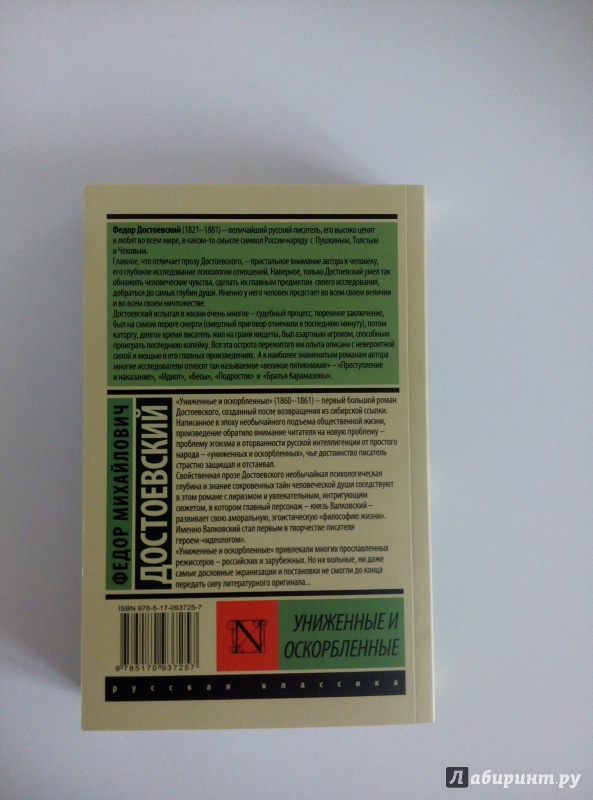 Федор Достоевский (1821–1881) – величайший русский писатель, его высоко ценят
и любят во всем мире, в каком-то смысле символ России наряду с Пушкиным, Толстым
и Чеховым.
Главное, что отличает прозу Достоевского, – пристальное внимание автора к человеку,
его глубокое исследование психологии отношений. Наверное, только Достоевский умел так
обнажить человеческие чувства, сделать их главным предметом своего исследования,
добраться до самых глубин души. Именно у него человек предстает во всем своем величии
и во всем своем ничтожестве.
Достоевский испытал в жизни очень многое – судебный процесс, тюремное заключение,
был на самом пороге смерти (смертный приговор отменили в последнюю минуту), потом
каторгу, долгое время писатель жил на грани нищеты, был азартным игроком, способным
проиграть последнюю копейку. Вся эта острота пережитого им опыта описана с невероятной
силой и мощью в его главных произведениях. А к наиболее знаменитым романам автора
многие исследователи относят так называемое «великое пятикнижие» – «Преступление
и наказание», «Идиот», «Бесы», «Подросток» и «Братья Карамазовы».
ФЕДОР МИХАЙЛОВИЧ
ДОСТОЕВСКИЙ
«Униженные и оскорбленные» (1860–1861) – первый большой роман
Достоевского, созданный после возвращения из сибирской ссылки.
Написанное в эпоху необычайного подъема общественной жизни,
произведение обратило внимание читателя на новую проблему –
проблему эгоизма и оторванности русской интеллигенции от простого
народа – «униженных и оскорбленных», чье достоинство писатель
страстно защищал и отстаивал.
Свойственная прозе Достоевского необычайная психологическая
глубина и знание сокровенных тайн человеческой души соседствуют
в этом романе с лиризмом и увлекательным, интригующим
сюжетом, в котором главный персонаж – князь Валковский –
развивает свою аморальную, эгоистическую «философию жизни».
Именно Валковский стал первым в творчестве писателя
героем-«идеологом».
«Униженные и оскорбленные» привлекали многих прославленных
режиссеров – российских и зарубежных. Но ни вольные, ни даже
самые дословные экранизации и постановки не смогли до конца
передать силу литературного оригинала...
ISBN 978-5-17-093725-7
9 785170 937257
N
УНИЖЕННЫЕ И
ОСКОРБЛЕННЫЕ
русская классика
Лабиринт.ру